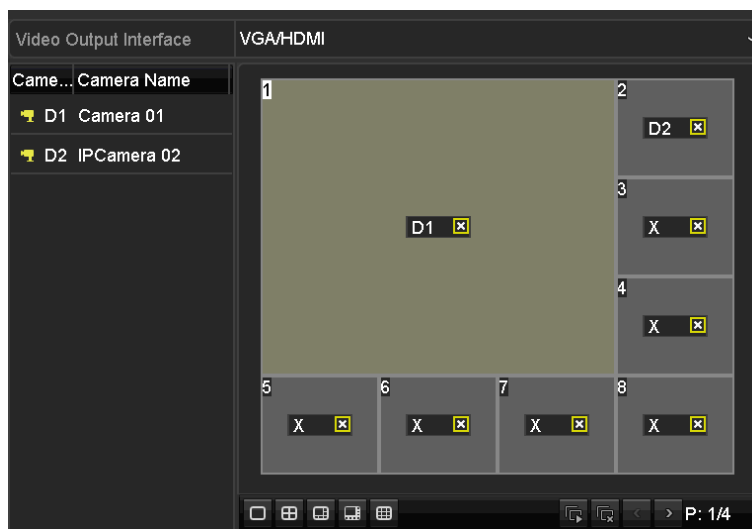 Video Output Interface VGA/HDMI
Came... Camera Name
D1 Camera 01
D2 IPCamera 02
1
D1
2
D2
3
X
4
X
5
X
6
X
7
X
8
X
P: 1/4